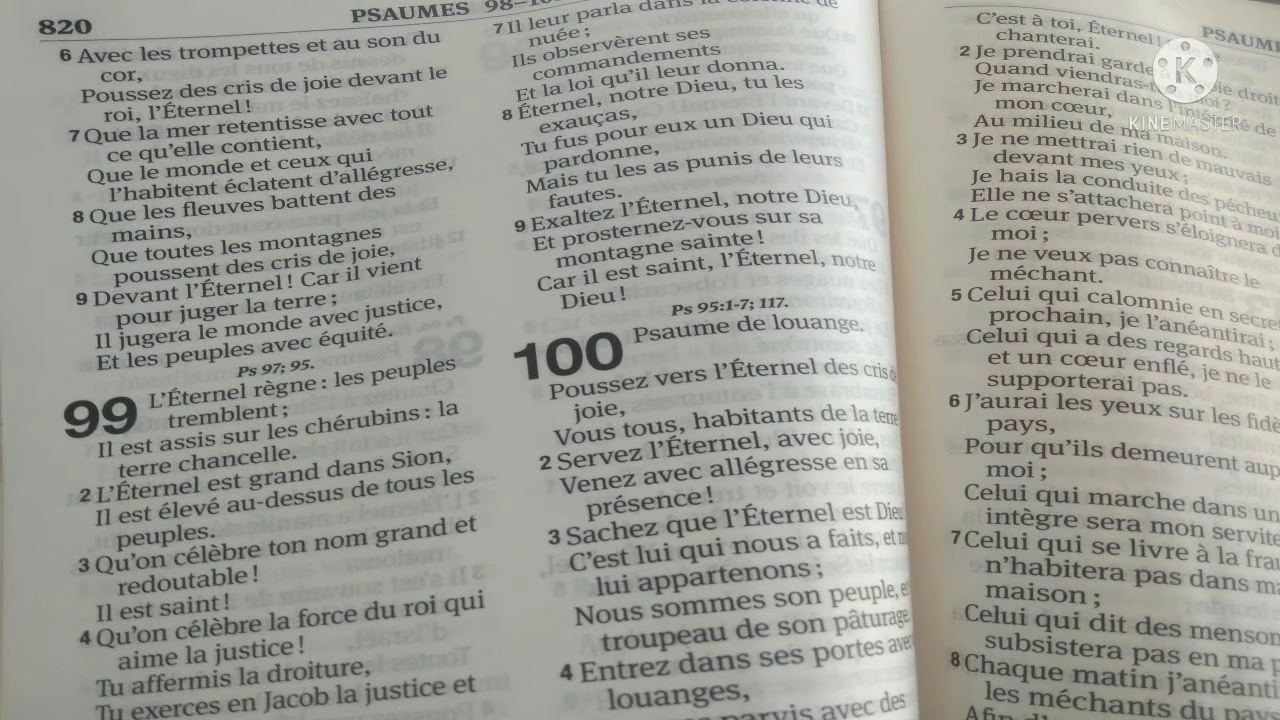 820
PSAUMES 98–10
6 Avec les trompettes et au son du
cor,
Poussez des cris de joie devant le
roi, l'Éternel !
7 Que la mer retentisse avec tout
ce qu'elle contient,
Que le monde et ceux qui
l'habitent éclatent d'allégresse,
8 Que les fleuves battent des
mains,
Que toutes les montagnes
poussent des cris de joie,
9 Devant l'Éternel ! Car il vient
pour juger la terre ;
Il jugera le monde avec justice,
Et les peuples avec équité.
Ps 97; 95.
99 L'Éternel règne : les peuples
tremblent ;
Il est assis sur les chérubins : la
terre chancelle.
2 L'Éternel est grand dans Sion,
Il est élevé au-dessus de tous les
peuples.
3 Qu'on célèbre ton nom grand et
redoutable !
Il est saint !
4 Qu'on célèbre la force du roi qui
aime la justice !
Tu affermis la droiture,
Tu exerces en Jacob la justice et
7 Il leur parla dans la colonne de
nuée ;
Ils observèrent ses
commandements
Et la loi qu'il leur donna.
8 Éternel, notre Dieu, tu les
exauças,
Tu fus pour eux un Dieu qui
pardonne,
Mais tu les as punis de leurs
fautes.
9 Exaltez l'Éternel, notre Dieu,
Et prosternez-vous sur sa
montagne sainte !
Car il est saint, l'Éternel, notre
Dieu !
Ps 95:1-7; 117.
100 Psaume de louange.
Poussez vers l'Éternel des cris de
joie,
Vous tous, habitants de la terre
2 Servez l'Éternel, avec joie,
Venez avec allégresse en sa
présence !
3 Sachez que l'Éternel est Dieu
C'est lui qui nous a faits, et
lui appartenons ;
Nous sommes son peuple, et
troupeau de son pâturage
4 Entrez dans ses portes avec
louanges,
parvis avec des
PSAUM
C'est à toi, Éternel !
chanterai.
2 Je prendrai garde à voie droit
Quand viendras-t moi ?
Je marcherai dans l' de
mon cœur,
Au milieu de ma maison.
3 Je ne mettrai rien de mauvais
devant mes yeux ;
Je hais la conduite des pécheu
Elle ne s'attachera point à moi
4 Le cœur pervers s'éloignera d
moi ;
Je ne veux pas connaître le
méchant.
5 Celui qui calomnie en secre
prochain, je l'anéantirai ;
Celui qui a des regards haut
et un cœur enflé, je ne le
supporterai pas.
6 J'aurai les yeux sur les fidè
pays,
Pour qu'ils demeurent aup
moi ;
Celui qui marche dans un
intègre sera mon servite
7 Celui qui se livre à la frau
n'habitera pas dans m
maison ;
Celui qui dit des menson
subsistera pas en ma p
8 Chaque matin j'anéanti
les méchants du pays
Afin d'
K
KINEMASTER